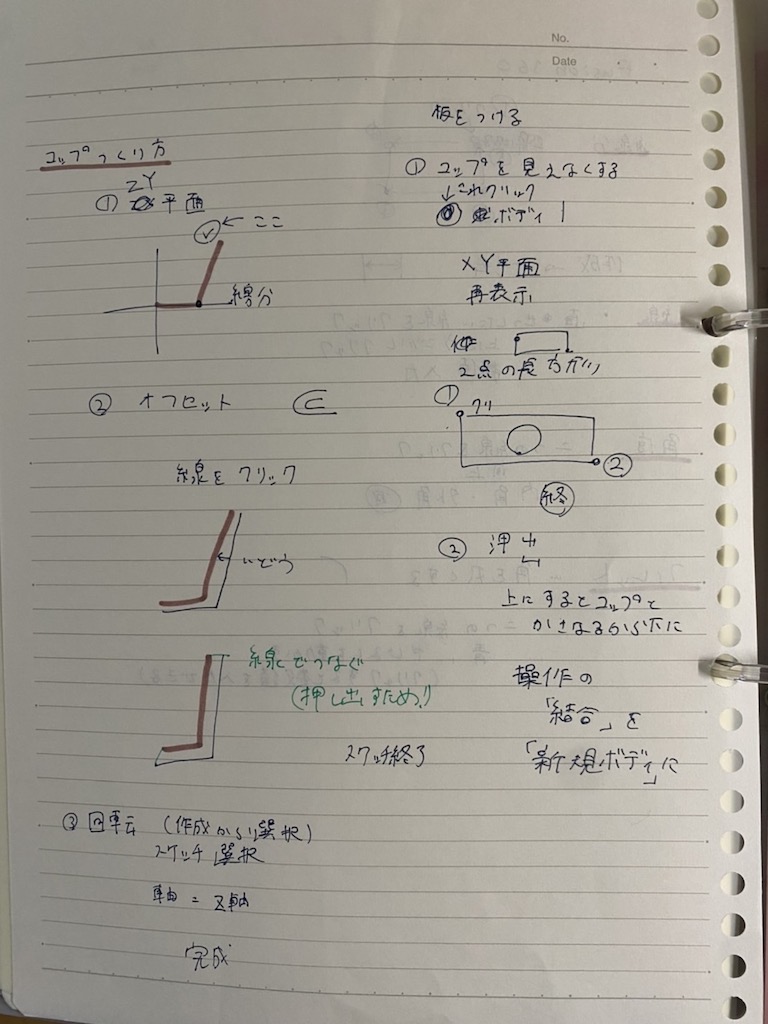 No.
Date
コップつくり方
ZY
① 平面
✓ ← ここ
線分
② オフセット ⊂
線をクリック
← いどう
線でつなぐ
(押し出すため!)
スケッチ終了
③ 回転 (作成から選択)
スケッチ選択
軸 = Z軸
完成
板をつける
① コップを見えなくする
↓これクリック
ボディ 1
XY平面
再表示
2点の長方形
①
クリ
②
終
② 押出し
上にするとコップと
かさなるから下に
操作の
「結合」を
「新規ボディ」に